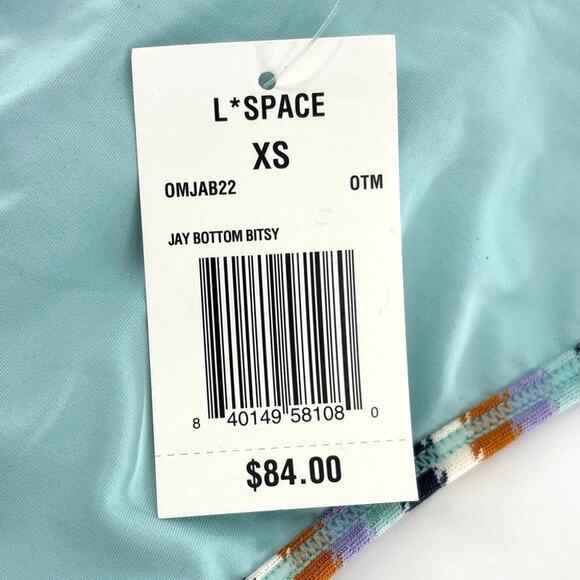 L*SPACE
XS
OMJAB22 OTM
JAY BOTTOM BITSY
8 40149 58108 0
$84.00